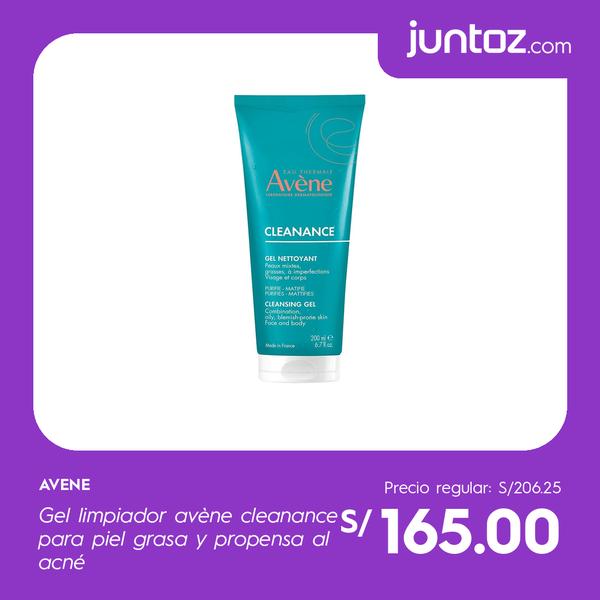 juntoz.com
EAU THERMALE
Avène
LABORATOIRE DERMATOLOGIQUE
CLEANANCE
GEL NETTOYANT
Peaux mixtes,
grasses, à imperfections
Visage et corps
PURIFIE - MATIFIE
PURIFIES - MATTIFIES
CLEANSING GEL
Combination,
oily, blemish-prone skin
Face and body
200 ml ℮
Made in France
6.7 fl.oz.
AVENE
Precio regular: S/206.25
Gel limpiador avène cleanance
para piel grasa y propensa al
acné
S/ 165.00